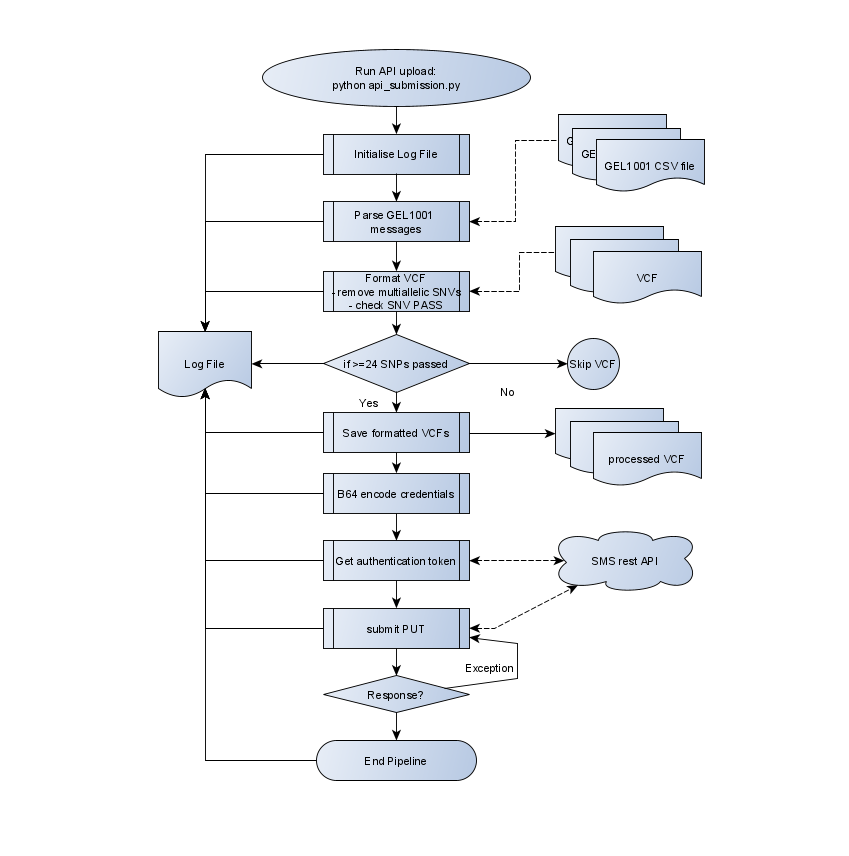 Run API upload:
python api_submission.py
Initialise Log File
G
GE
GEL1001 CSV file
Parse GEL1001
messages
Format VCF
- remove multiallelic SNVs
- check SNV PASS
VCF
Log File
if >=24 SNPs passed
Skip VCF
Yes
No
Save formatted VCFs
processed VCF
B64 encode credentials
Get authentication token
SMS rest API
submit PUT
Exception
Response?
End Pipeline